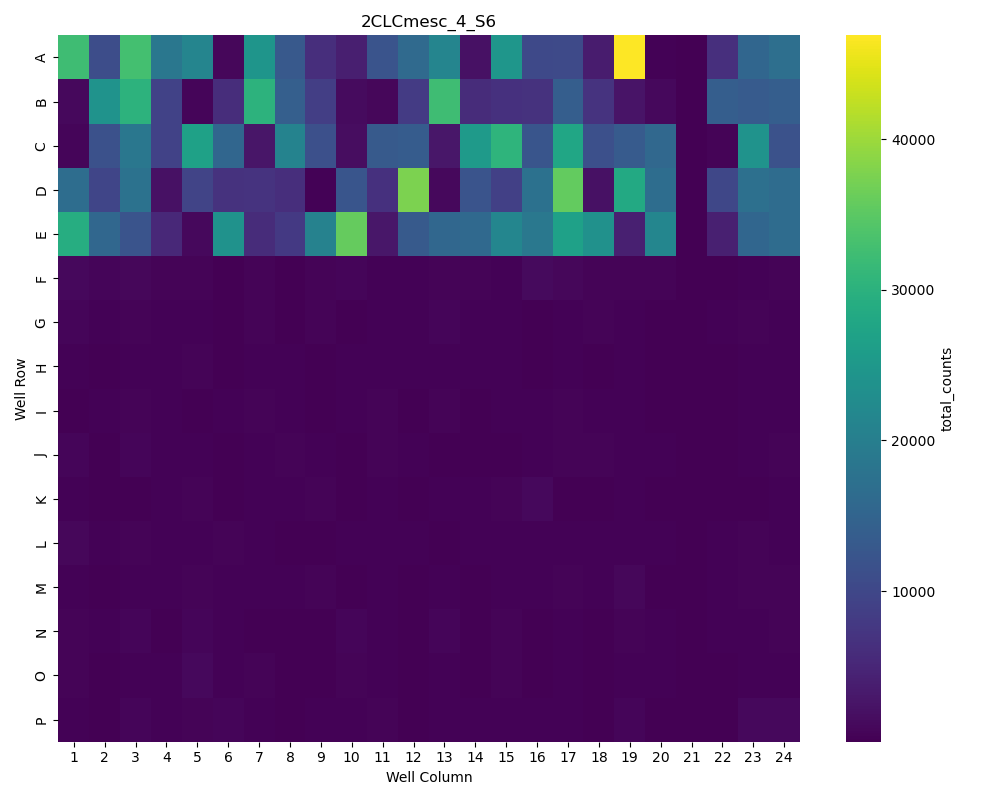 2CLCmesc_4_S6
A
B
C
D
E
F
G
H
I
J
K
L
M
N
O
P
Well Row
1 2 3 4 5 6 7 8 9 10 11 12 13 14 15 16 17 18 19 20 21 22 23 24
Well Column
40000
30000
20000
10000
total_counts